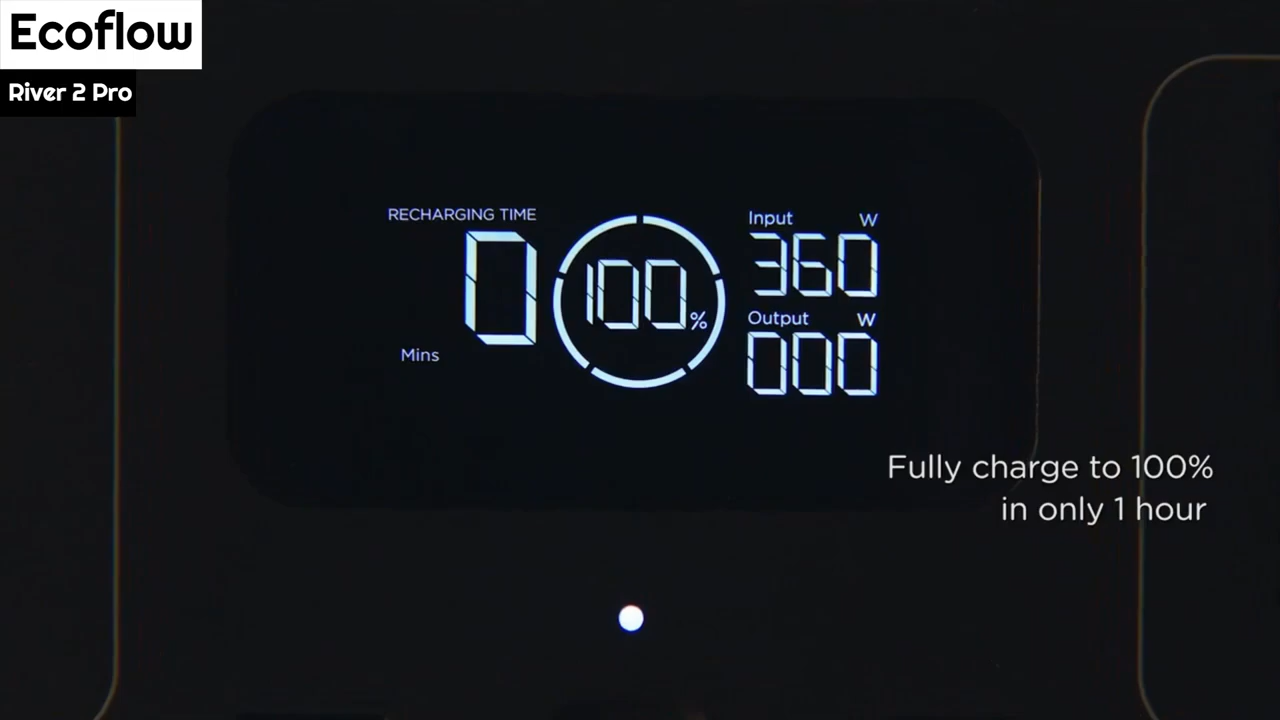 Ecoflow
River 2 Pro
RECHARGING TIME
0
Mins
100%
Input W
360
Output W
000
Fully charge to 100%
in only 1 hour